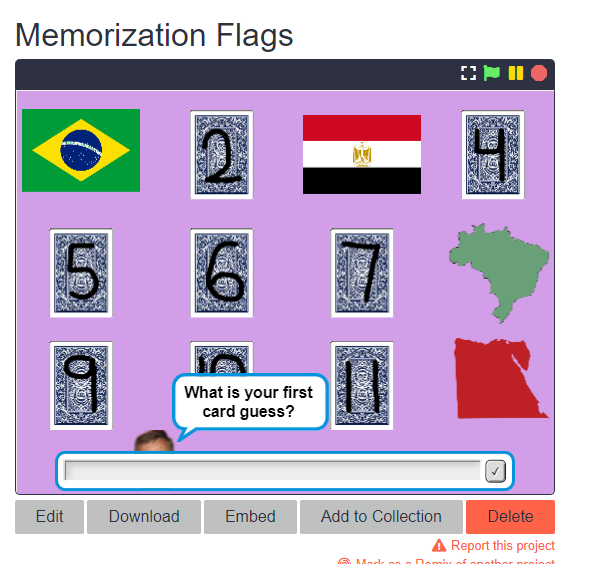 Memorization Flags
2
4
5
6
7
9
10
11
What is your first
card guess?
✓
Edit
Download
Embed
Add to Collection
Delete
Report this project
Mark as a Remix of another project